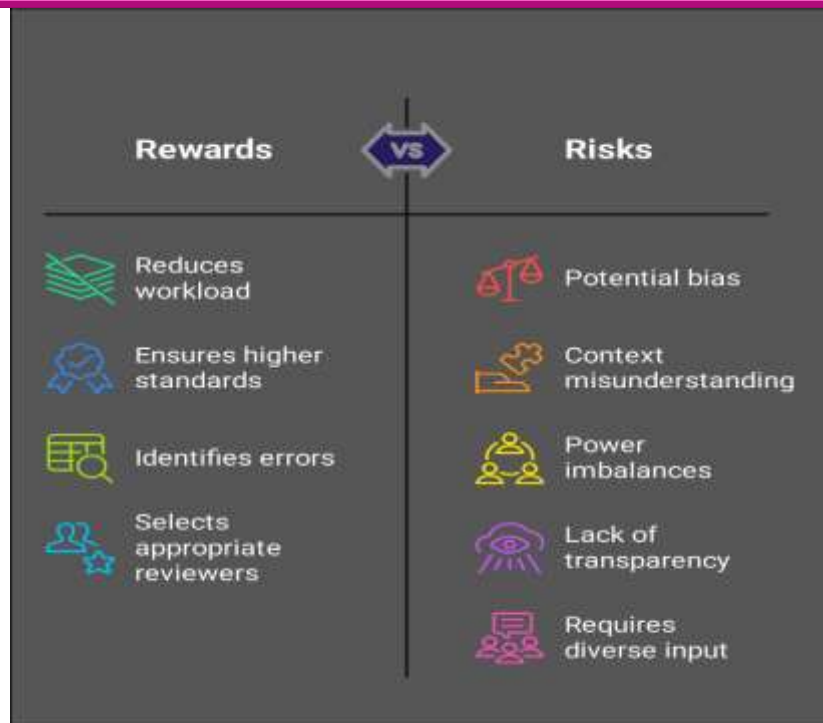 Rewards
VS
Risks
Reduces
workload
Ensures higher
standards
Identifies errors
Selects
appropriate
reviewers
Potential bias
Context
misunderstanding
Power
imbalances
Lack of
transparency
Requires
diverse input